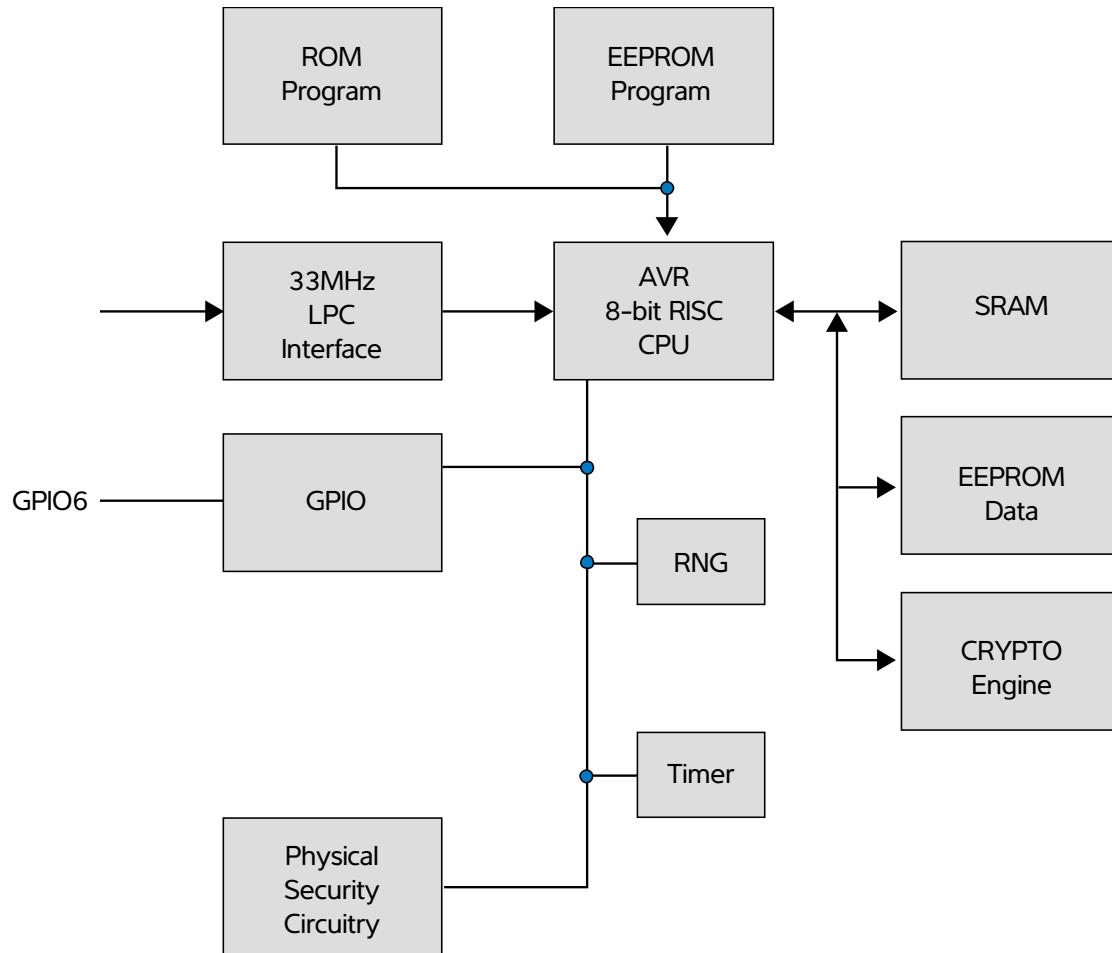 ROM
Program
EEPROM
Program
33MHz
LPC
Interface
AVR
8-bit RISC
CPU
SRAM
GPIO6
GPIO
EEPROM
Data
RNG
CRYPTO
Engine
Timer
Physical
Security
Circuitry